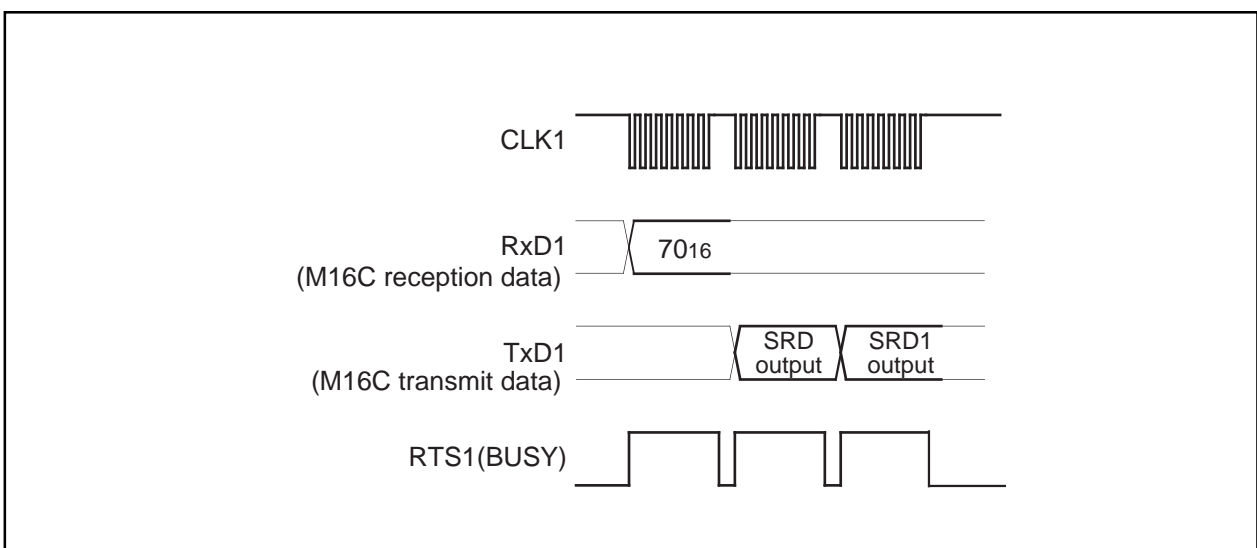 CLK1
RxD1
(M16C reception data)
7016
TxD1
(M16C transmit data)
SRD
output
SRD1
output
RTS1(BUSY)